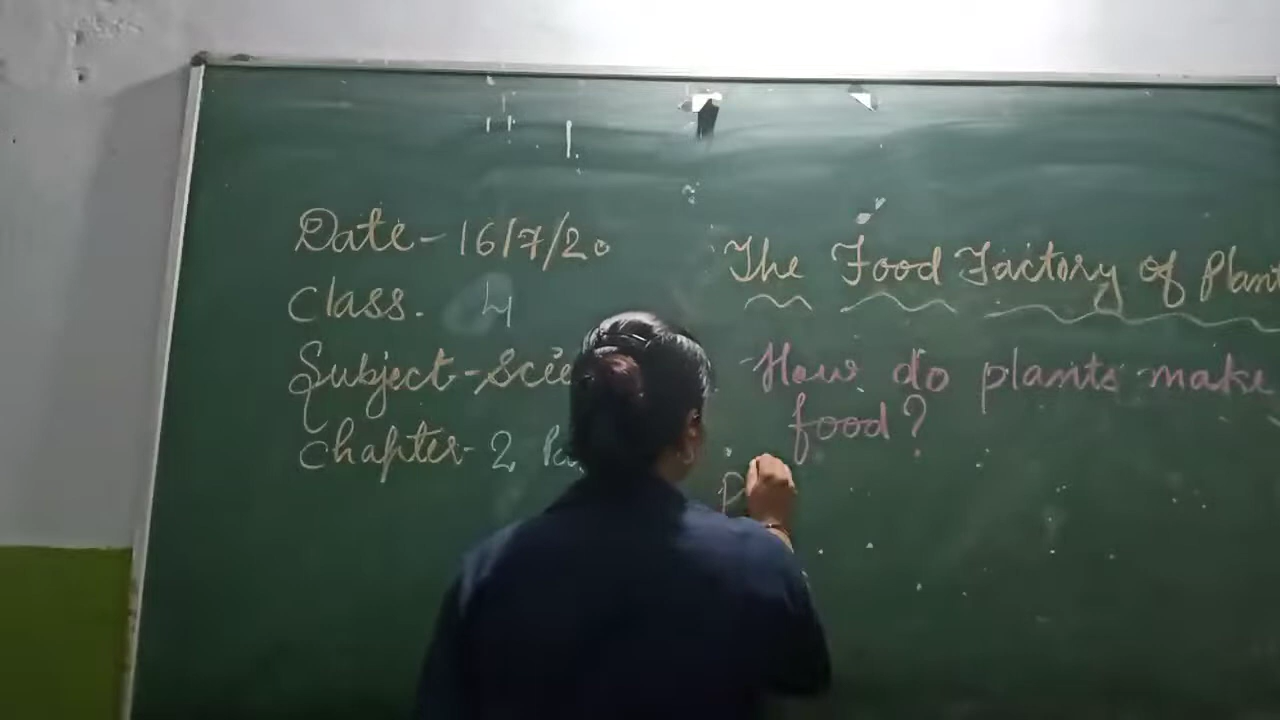 Date - 16/7/20
Class. 4
Subject - Scie
Chapter - 2
The Food Factory of Plant
How do plants make
food?
P